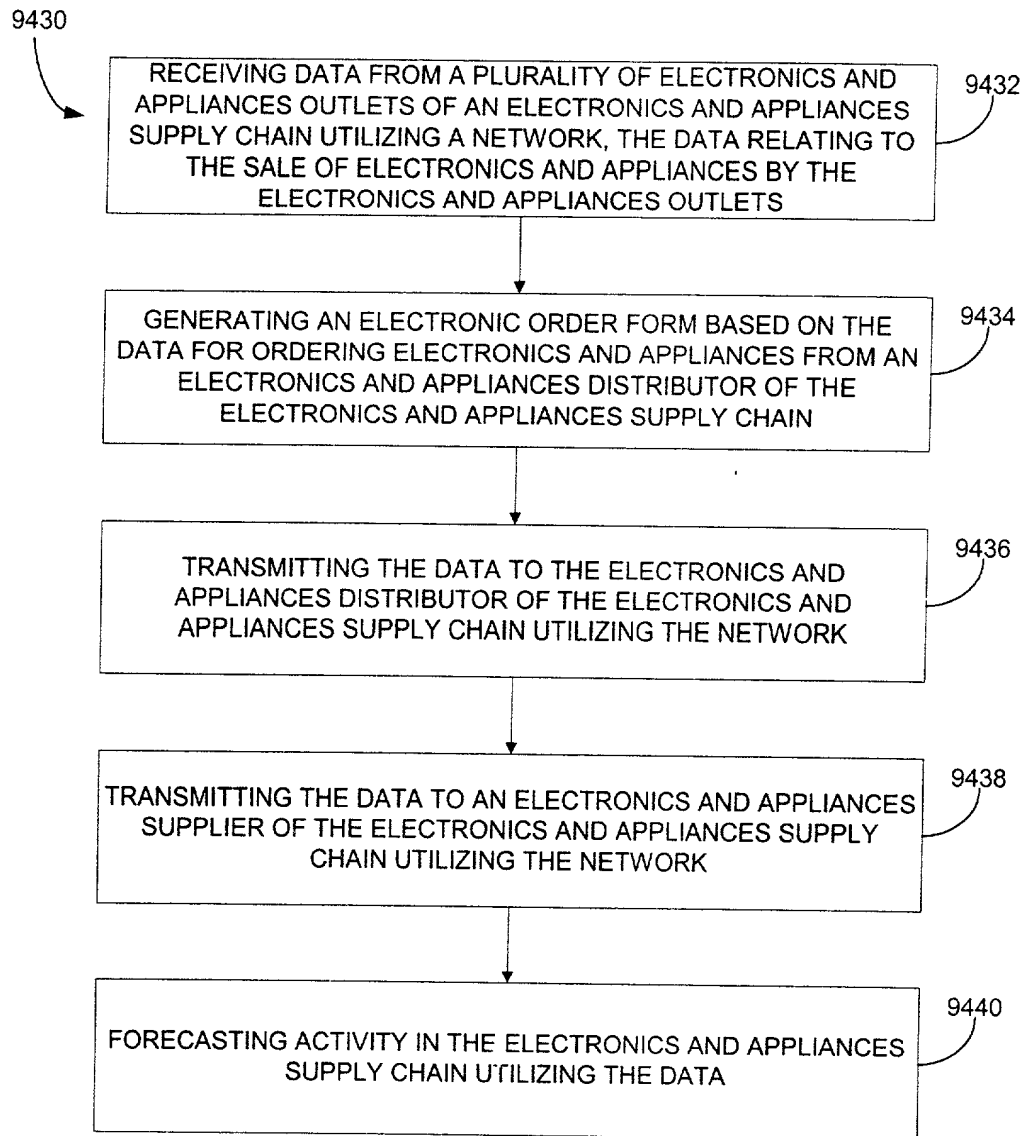 9430
RECEIVING DATA FROM A PLURALITY OF ELECTRONICS AND
APPLIANCES OUTLETS OF AN ELECTRONICS AND APPLIANCES
SUPPLY CHAIN UTILIZING A NETWORK, THE DATA RELATING TO
THE SALE OF ELECTRONICS AND APPLIANCES BY THE
ELECTRONICS AND APPLIANCES OUTLETS
9432
GENERATING AN ELECTRONIC ORDER FORM BASED ON THE
DATA FOR ORDERING ELECTRONICS AND APPLIANCES FROM AN
ELECTRONICS AND APPLIANCES DISTRIBUTOR OF THE
ELECTRONICS AND APPLIANCES SUPPLY CHAIN
9434
TRANSMITTING THE DATA TO THE ELECTRONICS AND
APPLIANCES DISTRIBUTOR OF THE ELECTRONICS AND
APPLIANCES SUPPLY CHAIN UTILIZING THE NETWORK
9436
TRANSMITTING THE DATA TO AN ELECTRONICS AND APPLIANCES
SUPPLIER OF THE ELECTRONICS AND APPLIANCES SUPPLY
CHAIN UTILIZING THE NETWORK
9438
FORECASTING ACTIVITY IN THE ELECTRONICS AND APPLIANCES
SUPPLY CHAIN UTILIZING THE DATA
9440